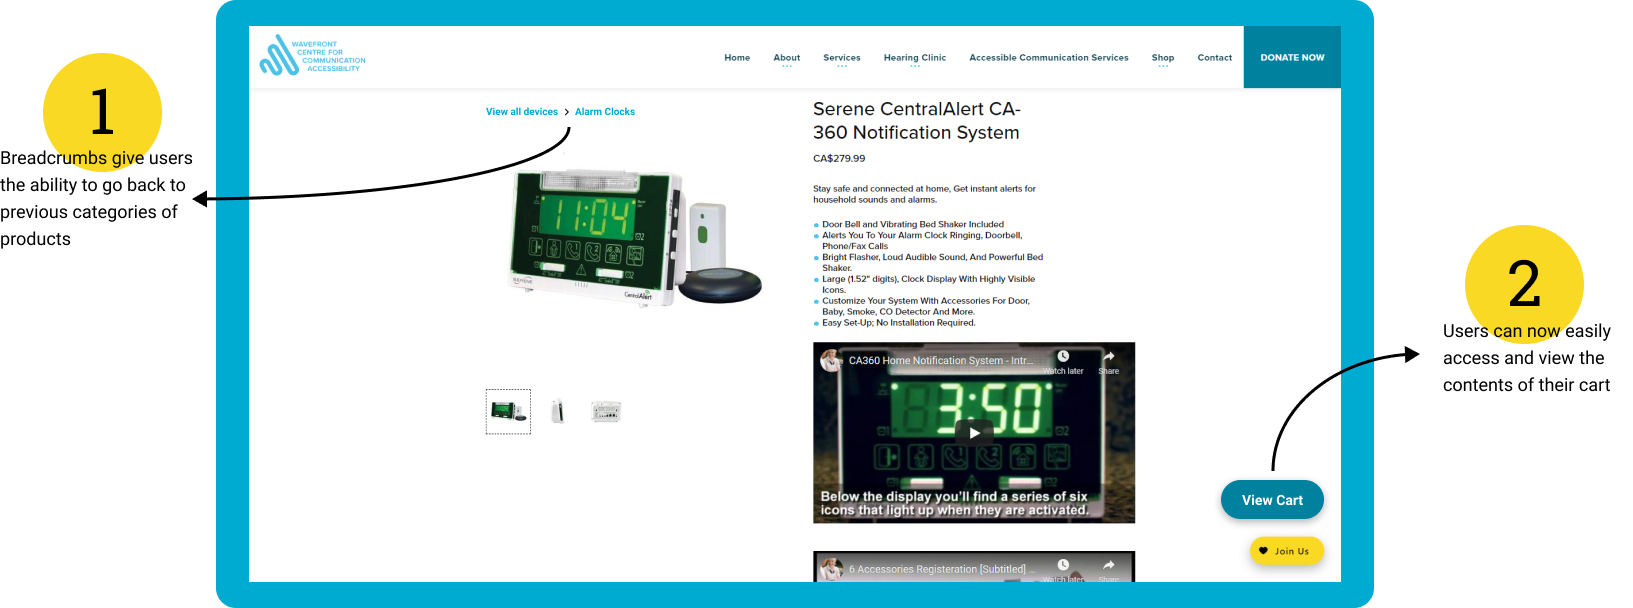 WAVEFRONT
CENTRE FOR
COMMUNICATION
ACCESSIBILITY
Home About Services Hearing Clinic Accessible Communication Services Shop Contact DONATE NOW
1
Breadcrumbs give users
the ability to go back to
previous categories of
products
View all devices > Alarm Clocks
11:04
CentralAlert
Serene CentralAlert CA-
360 Notification System
CA$279.99
Stay safe and connected at home, Get instant alerts for
household sounds and alarms.
Door Bell and Vibrating Bed Shaker Included
Alerts You To Your Alarm Clock Ringing, Doorbell,
Phone/Fax Calls
Bright Flasher, Loud Audible Sound, And Powerful Bed
Shaker.
Large (1.52" digits), Clock Display With Highly Visible
Icons.
Customize Your System With Accessories For Door,
Baby, Smoke, CO Detector And More.
Easy Set-Up; No Installation Required.
CA360 Home Notification System - Intr...
Watch later Share
3:50
Below the display you'll find a series of six
icons that light up when they are activated.
6 Accessories Registeration [Subtitled] ...
Watch later Share
2
Users can now easily
access and view the
contents of their cart
View Cart
Join Us